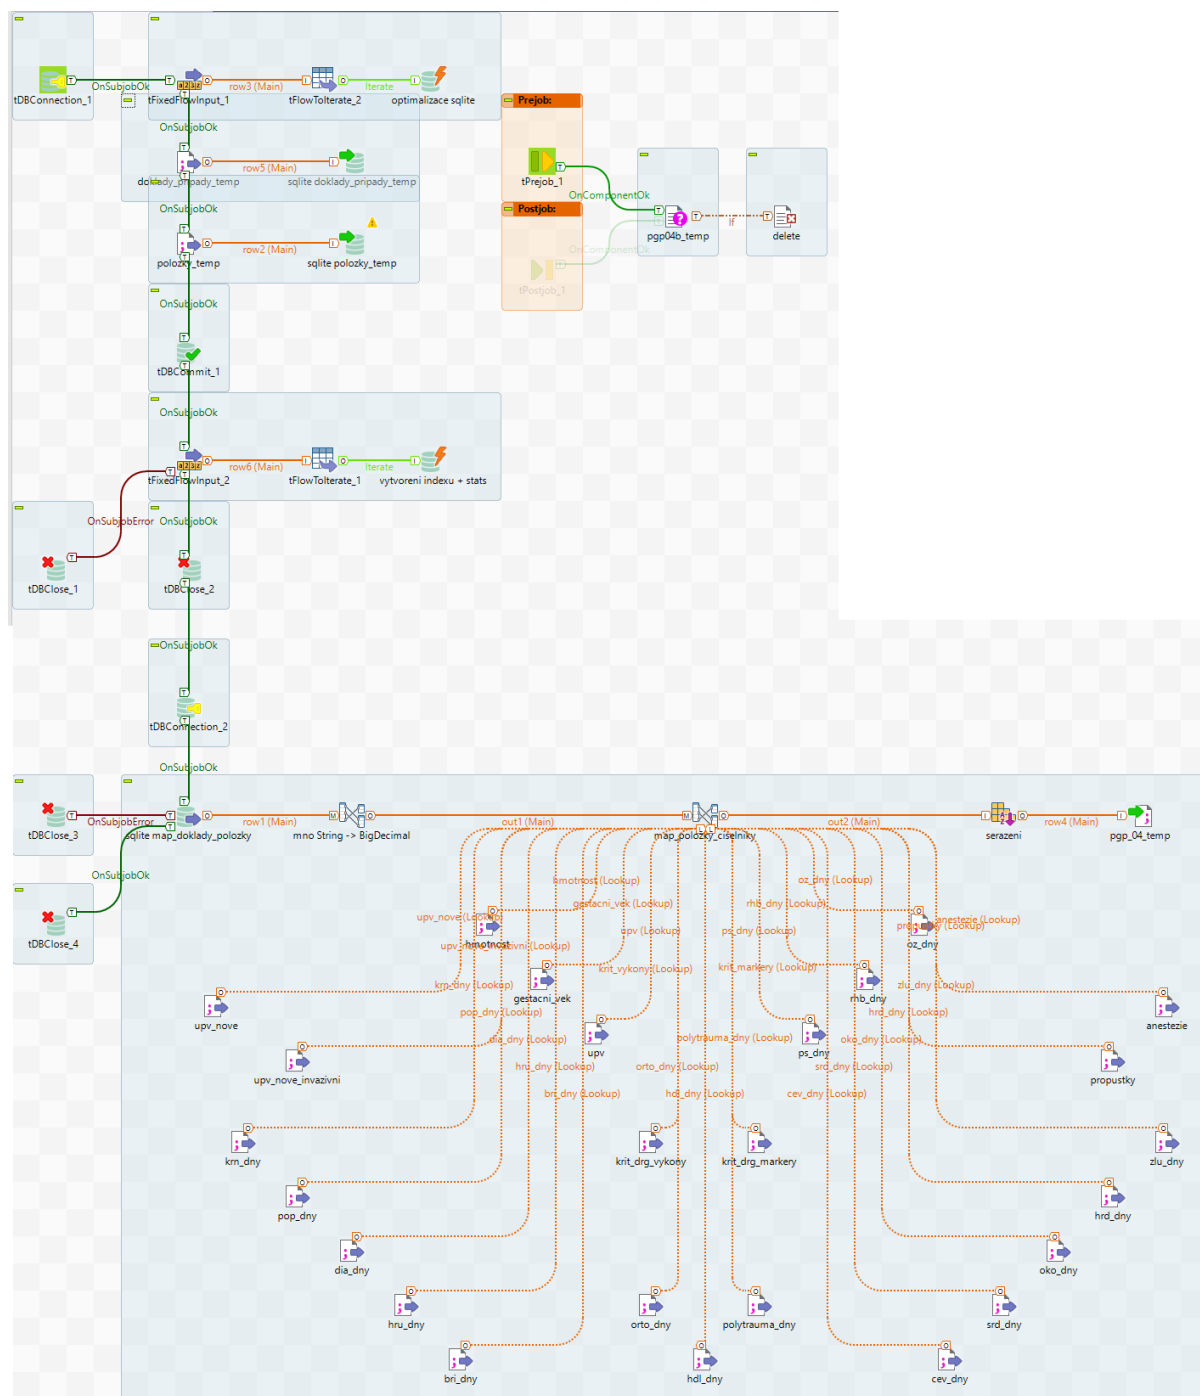 tDBConnection_1
OnSubjobOk
tFixedFlowInput_1
row3 (Main)
tFlowToIterate_2
Iterate
optimalizace sqlite
OnSubjobOk
doklady_pripady_temp
row5 (Main)
sqlite doklady_pripady_temp
OnSubjobOk
polozky_temp
row2 (Main)
sqlite polozky_temp
Prejob:
tPrejob_1
OnComponentOk
Postjob:
pgp04b_temp
If
delete
OnComponentOk
tPostjob_1
OnSubjobOk
tDBCommit_1
OnSubjobOk
tFixedFlowInput_2
row6 (Main)
tFlowToIterate_1
Iterate
vytvoreni indexu + stats
OnSubjobError
OnSubjobOk
tDBClose_1
tDBClose_2
OnSubjobOk
tDBConnection_2
OnSubjobOk
tDBClose_3
OnSubjobError
sqlite map_doklady_polozky
row1 (Main)
mno String -> BigDecimal
out1 (Main)
map_polozky_ciselniky
out2 (Main)
serazeni
row4 (Main)
pgp_04_temp
OnSubjobOk
tDBClose_4
hmotnost (Lookup)
oz_dny (Lookup)
gestacni_vek (Lookup)
rhb_dny (Lookup)
upv_nove (Lookup)
anestezie (Lookup)
propustky (Lookup)
upv (Lookup)
ps_dny (Lookup)
hmotnost
oz_dny
upv_nove_invazivni (Lookup)
krit_vykony (Lookup)
krit_markery (Lookup)
krn_dny (Lookup)
zlu_dny (Lookup)
gestacni_vek
rhb_dny
pop_dny (Lookup)
hrd_dny (Lookup)
upv_nove
anestezie
dia_dny (Lookup)
polytrauma_dny (Lookup)
oko_dny (Lookup)
upv
ps_dny
hru_dny (Lookup)
orto_dny (Lookup)
srd_dny (Lookup)
upv_nove_invazivni
propustky
bri_dny (Lookup)
hdl_dny (Lookup)
cev_dny (Lookup)
krn_dny
krit_drg_vykony
krit_drg_markery
zlu_dny
pop_dny
hrd_dny
dia_dny
oko_dny
hru_dny
orto_dny
polytrauma_dny
srd_dny
bri_dny
hdl_dny
cev_dny